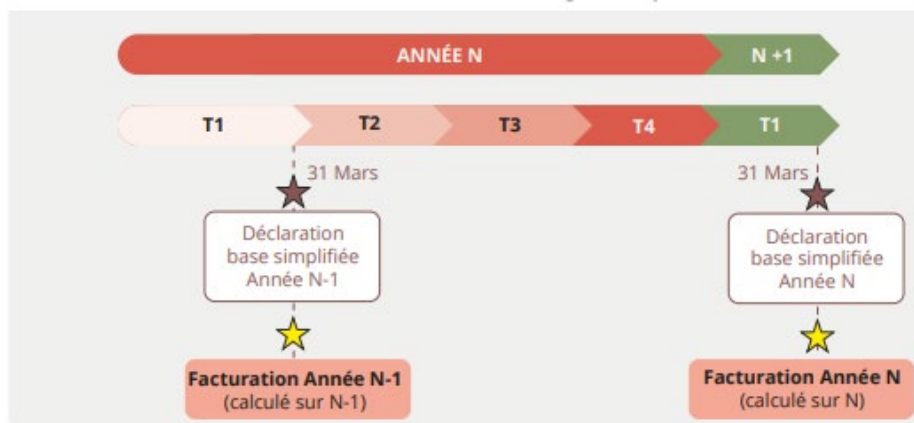 ANNÉE N
N +1
T1
T2
T3
T4
T1
31 Mars
31 Mars
Déclaration
base simplifiée
Année N-1
Déclaration
base simplifiée
Année N
Facturation Année N-1
(calculé sur N-1)
Facturation Année N
(calculé sur N)